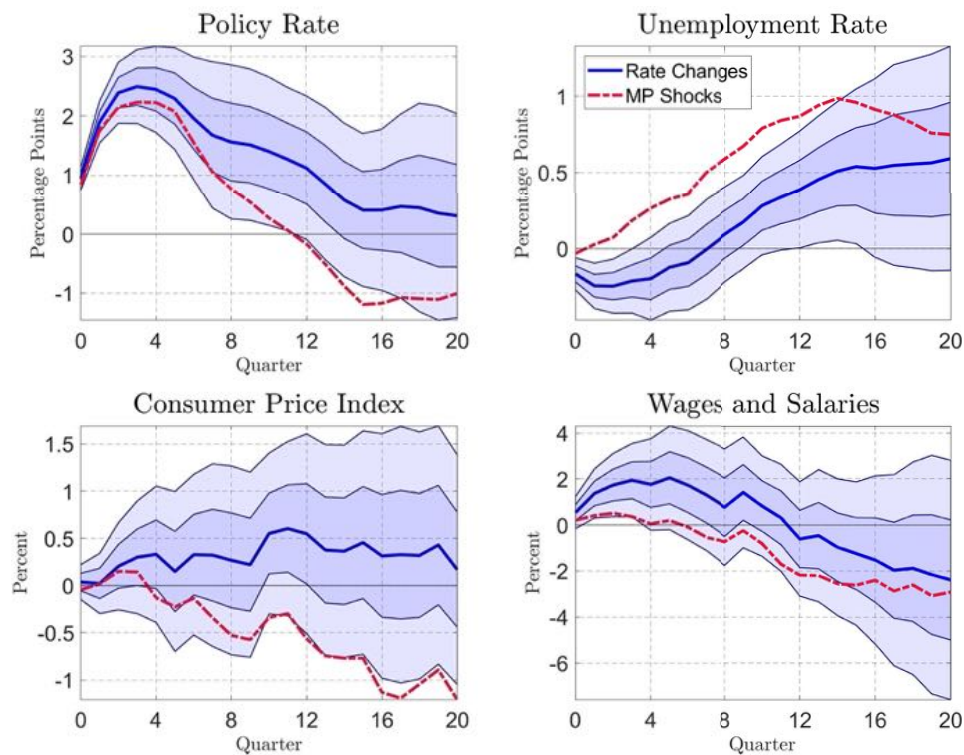 Policy Rate
Percentage Points
3
2
1
0
-1
0 4 8 12 16 20
Quarter
Unemployment Rate
Percentage Points
Rate Changes
MP Shocks
1
0.5
0
0 4 8 12 16 20
Quarter
Consumer Price Index
Percent
1.5
1
0.5
0
-0.5
-1
0 4 8 12 16 20
Quarter
Wages and Salaries
Percent
4
2
0
-2
-4
-6
0 4 8 12 16 20
Quarter